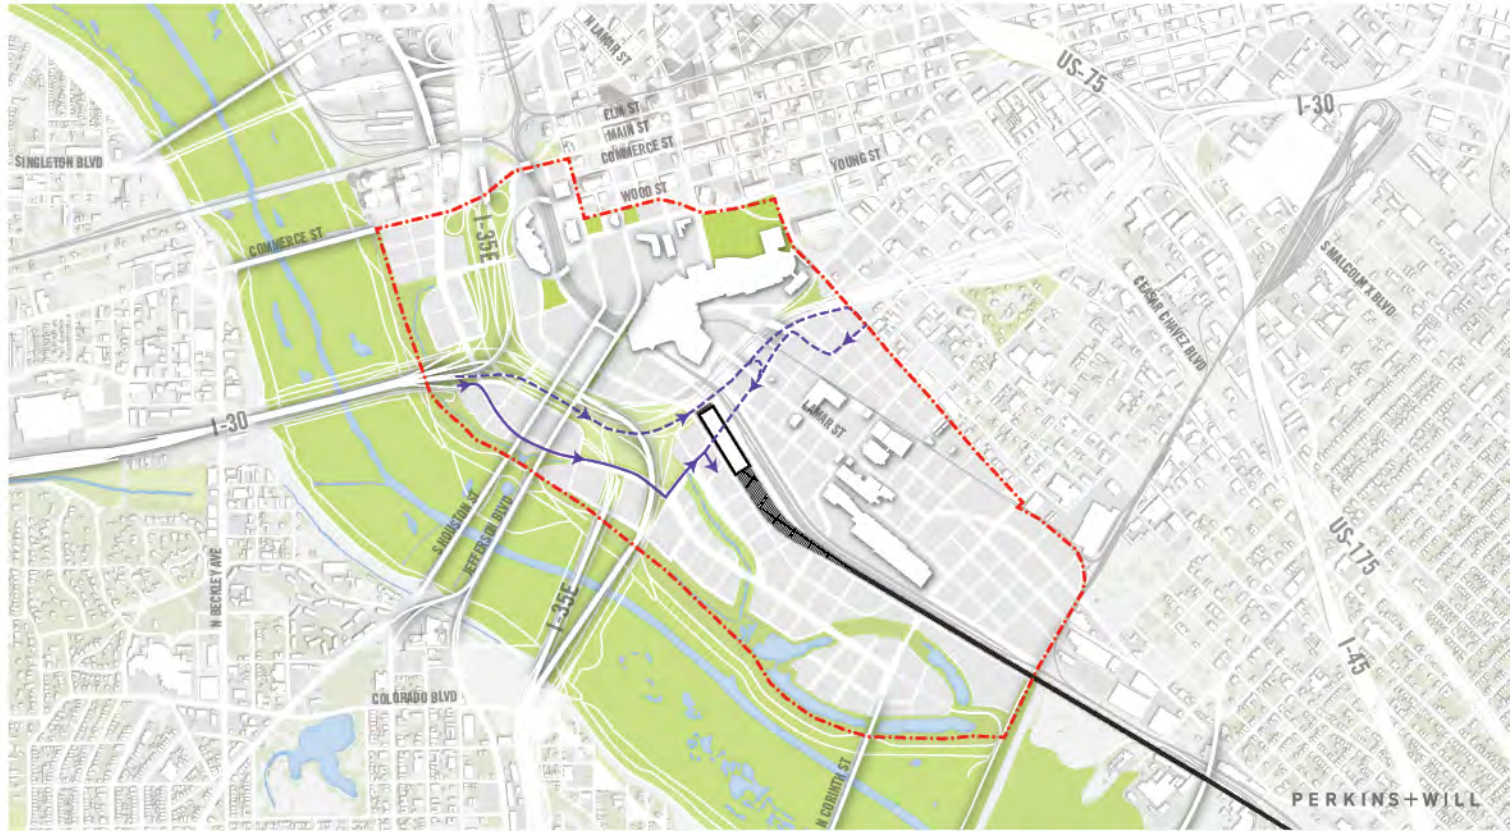 N LAMAR ST
US-75
I-30
ELM ST
MAIN ST
COMMERCE ST
YOUNG ST
SINGLETON BLVD
WOOD ST
COMMERCE ST
I-35E
S MALCOLM X BLVD
CEASAR CHAVEZ BLVD
I-30
LAMAR ST
S HOUSTON ST
JEFFERSON BLVD
US-175
N BECKLEY AVE
I-35E
I-45
COLORADO BLVD
N CORINTH ST
PERKINS+WILL